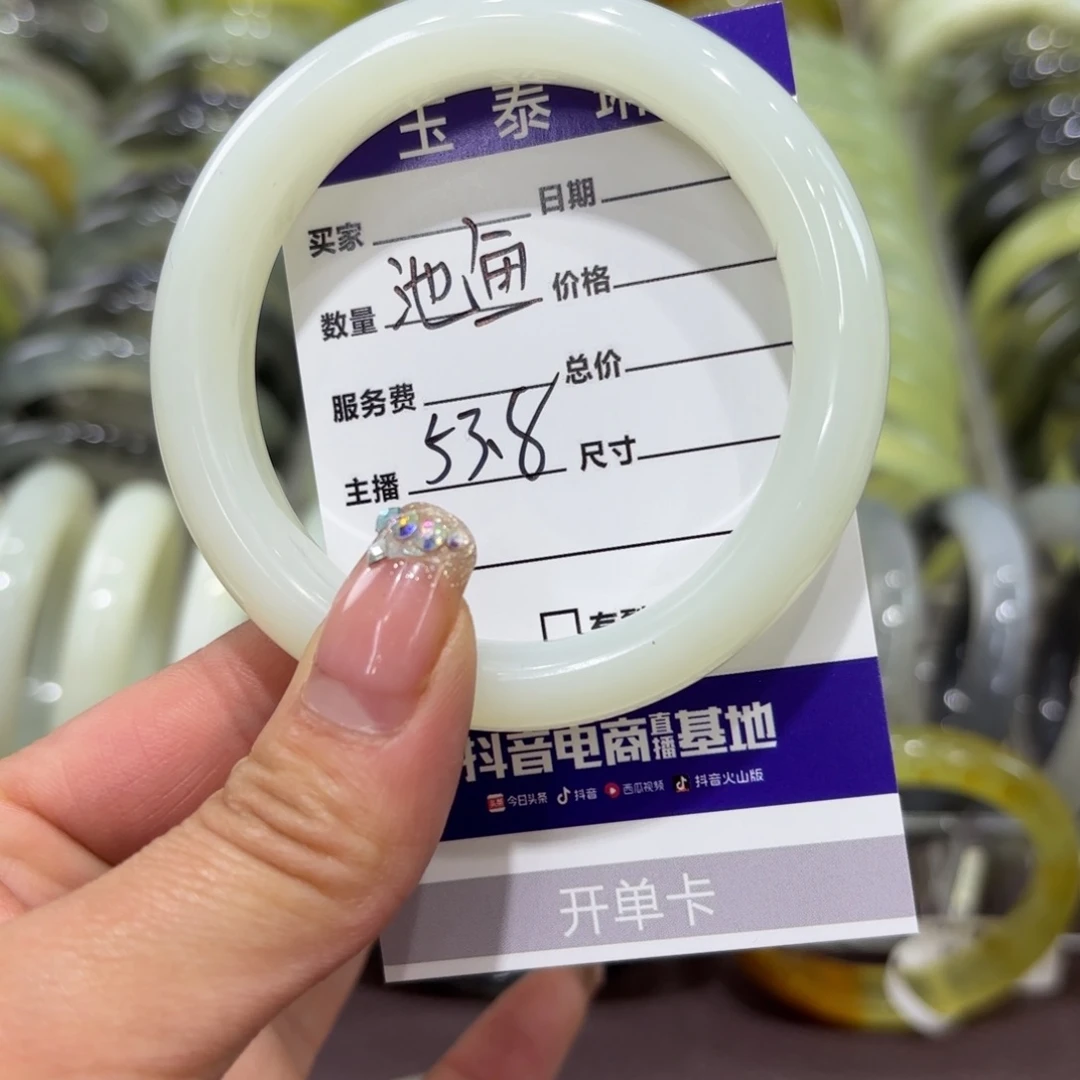 玉泰
买家 日期
池鱼
数量 价格
服务费 总价
53.8
主播 尺寸
抖音电商直播基地
今日头条 抖音 西瓜视频 抖音火山版
开单卡